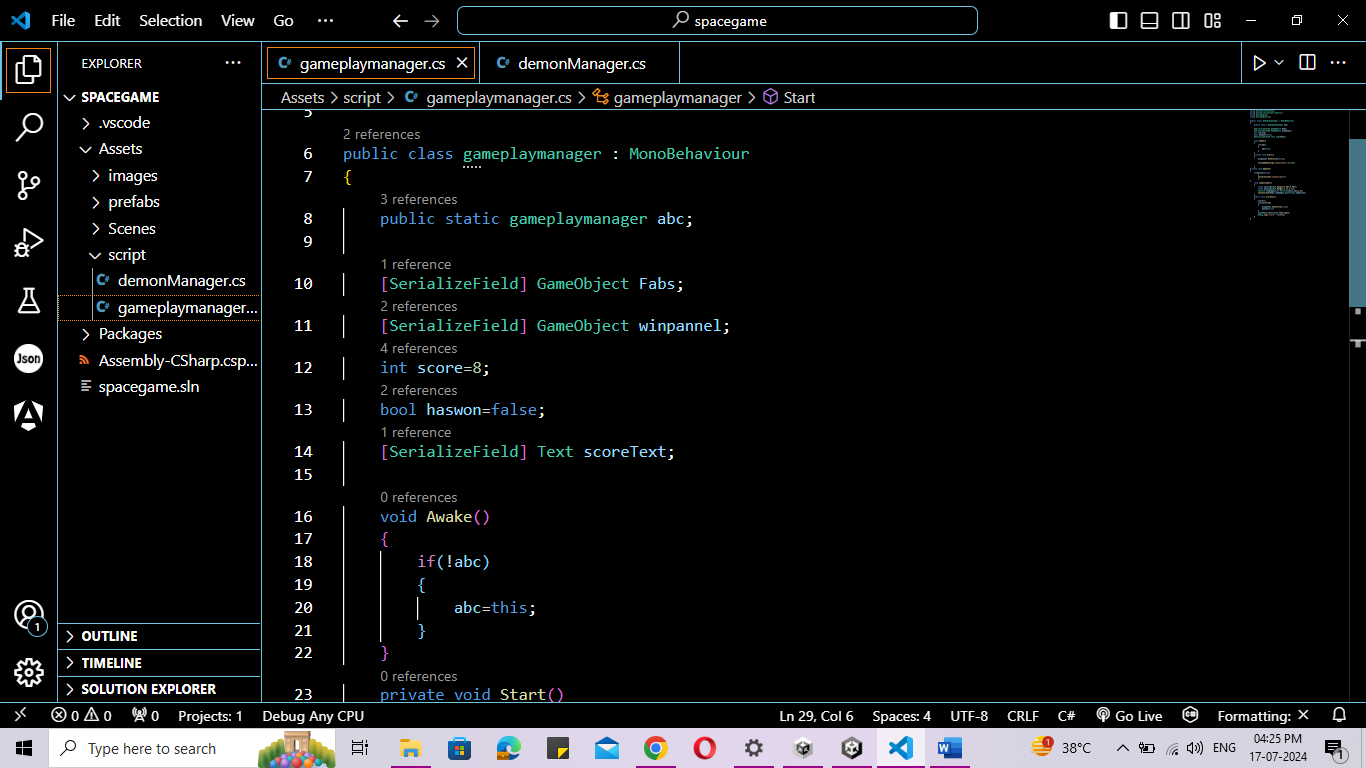 File Edit Selection View Go ··· spacegame
EXPLORER ···
SPACEGAME
.vscode
Assets
images
prefabs
Scenes
script
demonManager.cs
gameplaymanager...
Packages
Assembly-CSharp.csp...
spacegame.sln
OUTLINE
TIMELINE
SOLUTION EXPLORER
Json
1
gameplaymanager.cs demonManager.cs
Assets > script > gameplaymanager.cs > gameplaymanager > Start
5
2 references
6 public class gameplaymanager : MonoBehaviour
7 {
3 references
8 public static gameplaymanager abc;
9
1 reference
10 [SerializeField] GameObject Fabs;
2 references
11 [SerializeField] GameObject winpannel;
4 references
12 int score=8;
2 references
13 bool haswon=false;
1 reference
14 [SerializeField] Text scoreText;
15
0 references
16 void Awake()
17 {
18 if(!abc)
19 {
20 abc=this;
21 }
22 }
0 references
23 private void Start()
0 0 0 Projects: 1 Debug Any CPU Ln 29, Col 6 Spaces: 4 UTF-8 CRLF C# Go Live Formatting: ×
Type here to search 38°C ENG 04:25 PM
17-07-2024
1